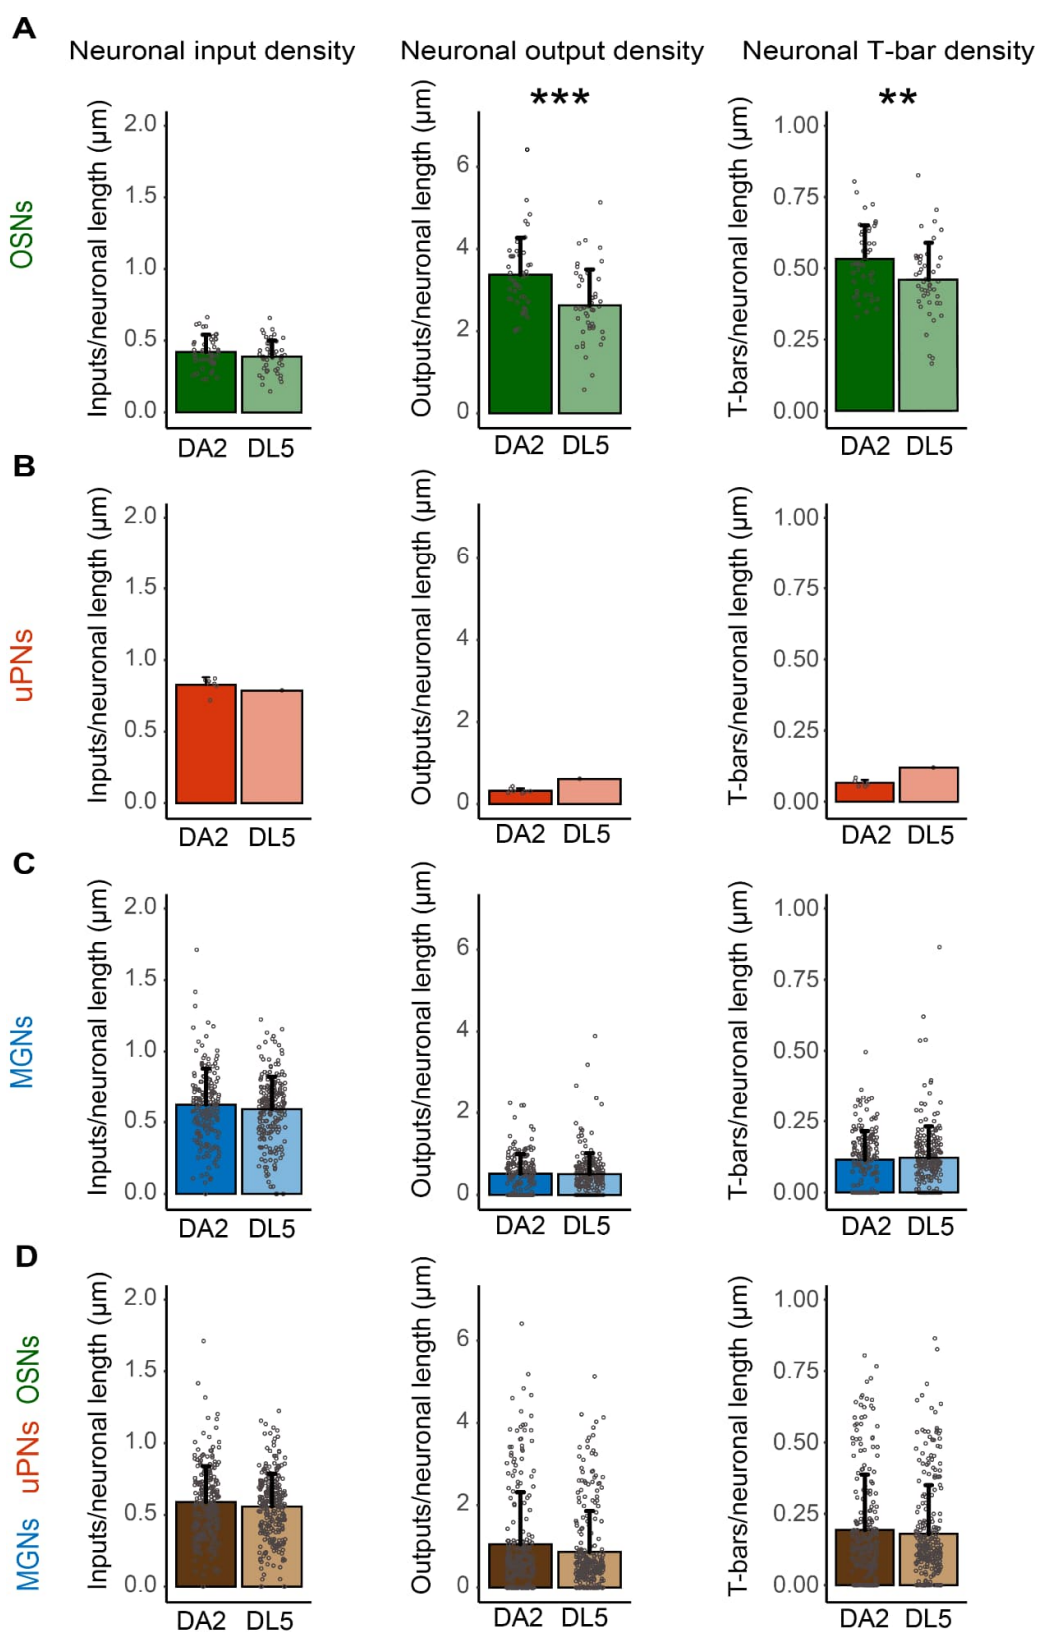 A
Neuronal input density
Neuronal output density
Neuronal T-bar density
***
**
OSNs
Inputs/neuronal length (µm)
2.0
1.5
1.0
0.5
0.0
DA2 DL5
Outputs/neuronal length (µm)
6
4
2
0
DA2 DL5
T-bars/neuronal length (µm)
1.00
0.75
0.50
0.25
0.00
DA2 DL5
B
uPNs
Inputs/neuronal length (µm)
2.0
1.5
1.0
0.5
0.0
DA2 DL5
Outputs/neuronal length (µm)
6
4
2
0
DA2 DL5
T-bars/neuronal length (µm)
1.00
0.75
0.50
0.25
0.00
DA2 DL5
C
MGNs
Inputs/neuronal length (µm)
2.0
1.5
1.0
0.5
0.0
DA2 DL5
Outputs/neuronal length (µm)
6
4
2
0
DA2 DL5
T-bars/neuronal length (µm)
1.00
0.75
0.50
0.25
0.00
DA2 DL5
D
MGNs uPNs OSNs
Inputs/neuronal length (µm)
2.0
1.5
1.0
0.5
0.0
DA2 DL5
Outputs/neuronal length (µm)
6
4
2
0
DA2 DL5
T-bars/neuronal length (µm)
1.00
0.75
0.50
0.25
0.00
DA2 DL5